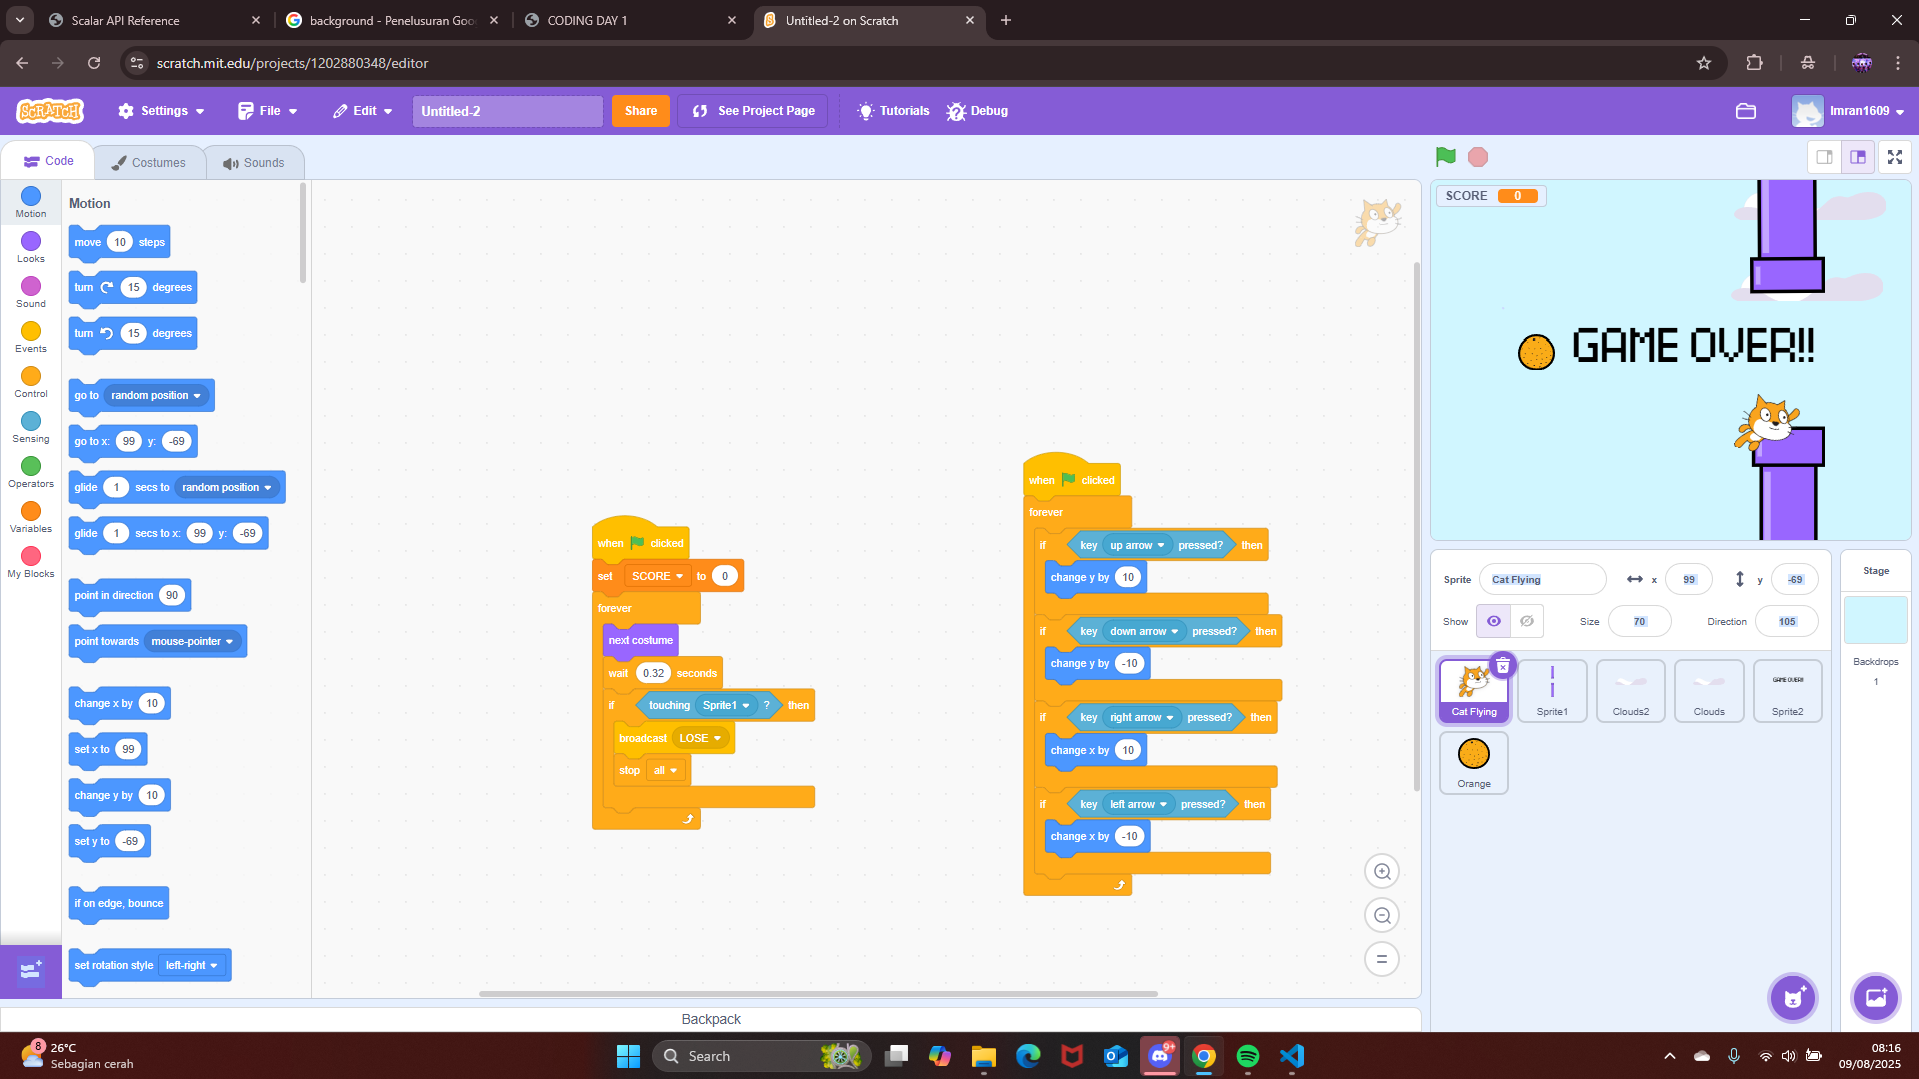 Scalar API Reference
background - Penelusuran Goo
CODING DAY 1
Untitled-2 on Scratch
scratch.mit.edu/projects/1202880348/editor
SCRATCH
Settings
File
Edit
Untitled-2
Share
See Project Page
Tutorials
Debug
Imran1609
Code
Costumes
Sounds
Motion
Looks
Sound
Events
Control
Sensing
Operators
Variables
My Blocks
Motion
move 10 steps
turn 15 degrees
turn 15 degrees
go to random position
go to x: 99 y: -69
glide 1 secs to random position
glide 1 secs to x: 99 y: -69
point in direction 90
point towards mouse-pointer
change x by 10
set x to 99
change y by 10
set y to -69
if on edge, bounce
set rotation style left-right
when clicked
set SCORE to 0
forever
next costume
wait 0.32 seconds
if touching Sprite1 ? then
broadcast LOSE
stop all
when clicked
forever
if key up arrow pressed? then
change y by 10
if key down arrow pressed? then
change y by -10
if key right arrow pressed? then
change x by 10
if key left arrow pressed? then
change x by -10
SCORE 0
GAME OVER!!
Sprite Cat Flying x 99 y -69
Show Size 70 Direction 105
Stage
Backdrops
1
Cat Flying
Sprite1
Clouds2
Clouds
GAME OVER!!
Sprite2
Orange
Backpack
8
26°C
Sebagian cerah
Search
9+
08:16
09/08/2025